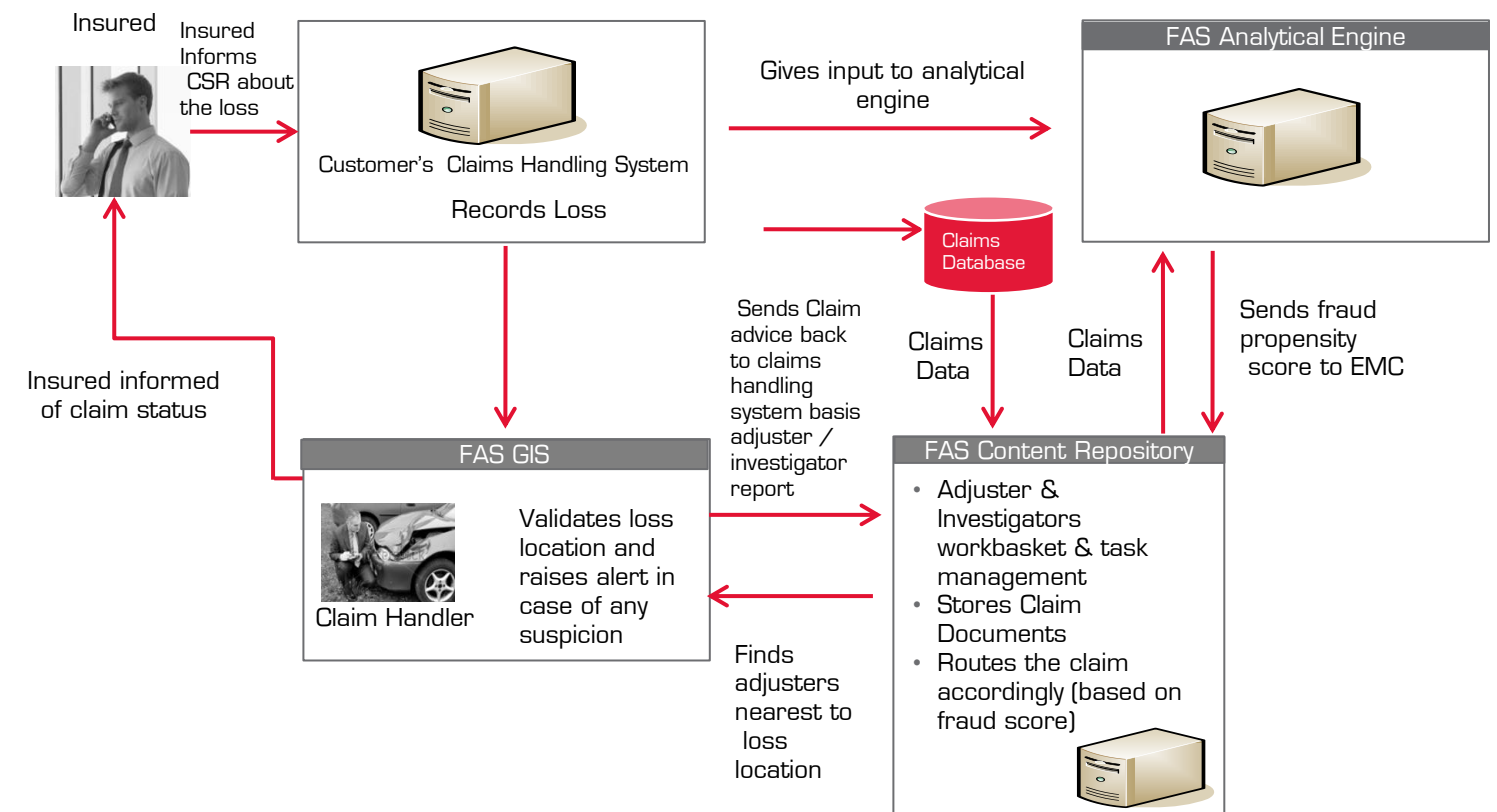 Insured
Insured
Informs
CSR about
the loss
Customer's Claims Handling System
Records Loss
Gives input to analytical
engine
FAS Analytical Engine
Claims
Database
Sends Claim
advice back
to claims
handling
system basis
adjuster /
investigator
report
Claims
Data
Claims
Data
Sends fraud
propensity
score to EMC
Insured informed
of claim status
FAS GIS
Claim Handler
Validates loss
location and
raises alert in
case of any
suspicion
Finds
adjusters
nearest to
loss
location
FAS Content Repository
• Adjuster &
Investigators
workbasket & task
management
• Stores Claim
Documents
• Routes the claim
accordingly (based on
fraud score)